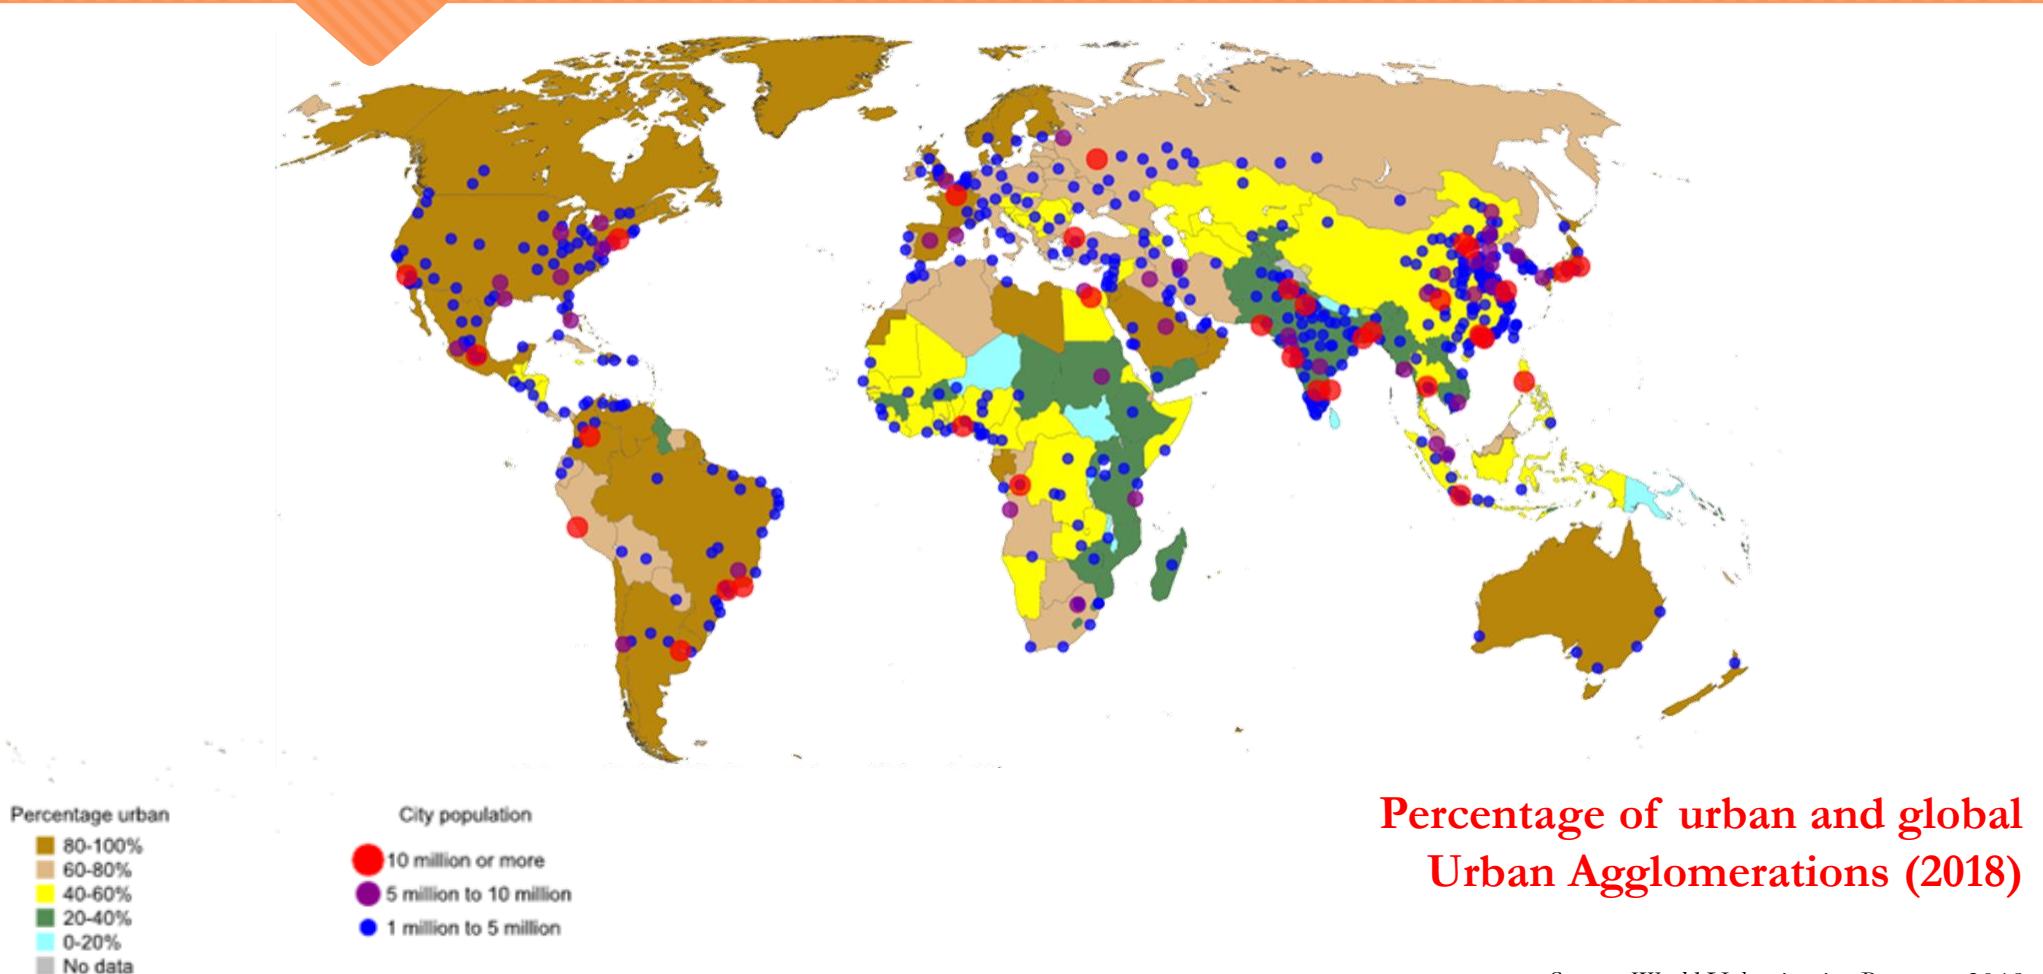 Percentage urban
80-100%
60-80%
40-60%
20-40%
0-20%
No data
City population
10 million or more
5 million to 10 million
1 million to 5 million
Percentage of urban and global
Urban Agglomerations (2018)